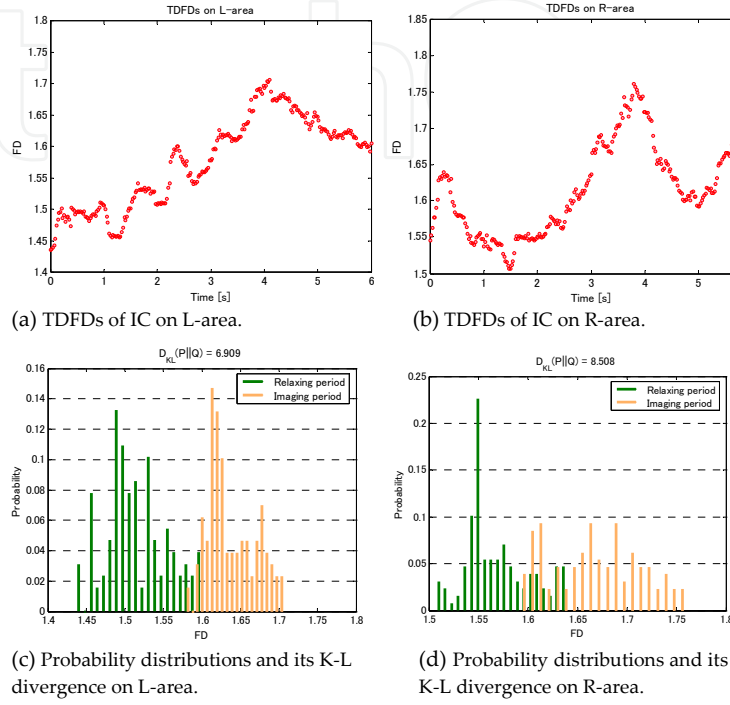 TDFDs on L-area
1.8
1.75
1.7
1.65
1.6
1.55
1.5
1.45
1.4
FD
0 1 2 3 4 5 6
Time [s]
(a) TDFDs of IC on L-area.
TDFDs on R-area
1.85
1.8
1.75
1.7
1.65
1.6
1.55
1.5
FD
0 1 2 3 4 5
Time [s]
(b) TDFDs of IC on R-area.
D_KL(P||Q) = 6.909
0.16
0.14
0.12
0.1
0.08
0.06
0.04
0.02
0
Probability
Relaxing period
Imaging period
1.4 1.45 1.5 1.55 1.6 1.65 1.7 1.75 1.8
FD
(c) Probability distributions and its K-L
divergence on L-area.
D_KL(P||Q) = 8.508
0.25
0.2
0.15
0.1
0.05
0
Probability
Relaxing period
Imaging period
1.5 1.55 1.6 1.65 1.7 1.75 1.8
FD
(d) Probability distributions and its
K-L divergence on R-area.